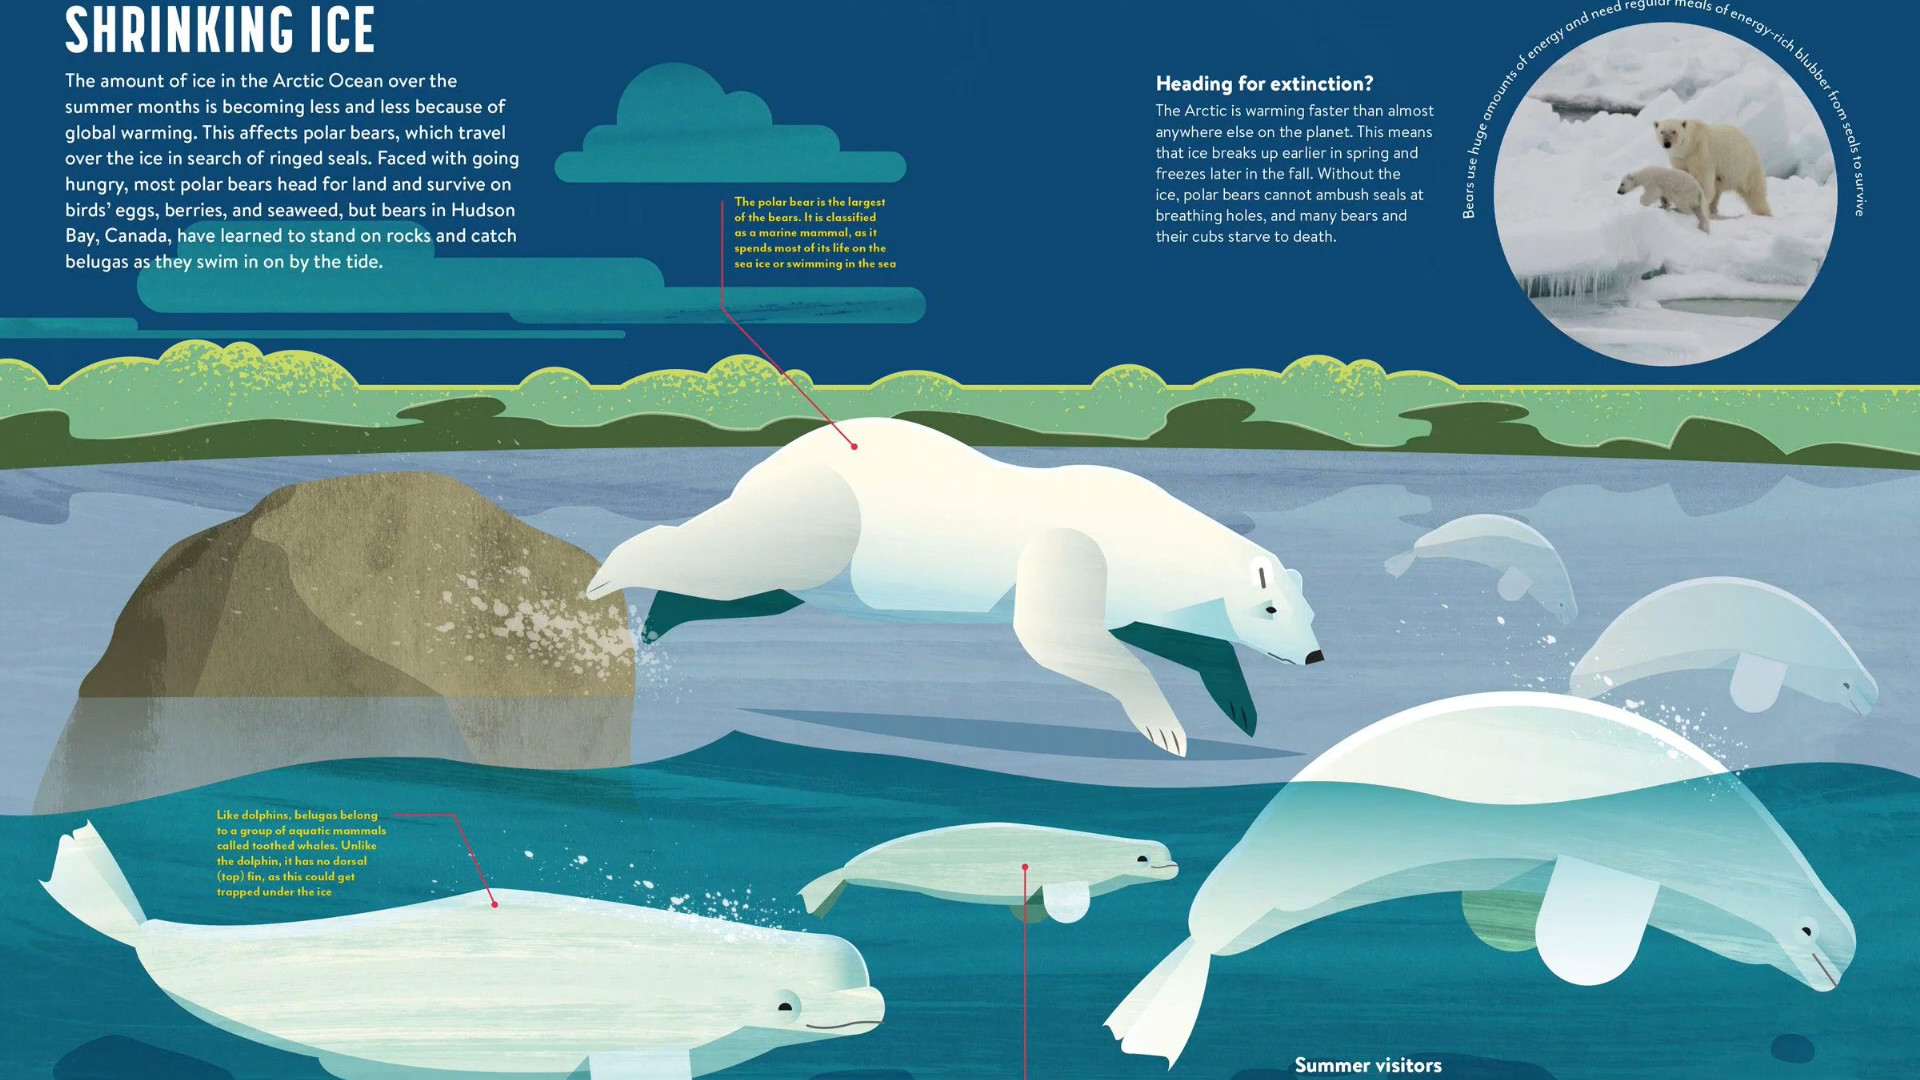 SHRINKING ICE
The amount of ice in the Arctic Ocean over the
summer months is becoming less and less because of
global warming. This affects polar bears, which travel
over the ice in search of ringed seals. Faced with going
hungry, most polar bears head for land and survive on
birds' eggs, berries, and seaweed, but bears in Hudson
Bay, Canada, have learned to stand on rocks and catch
belugas as they swim in on by the tide.
The polar bear is the largest
of the bears. It is classified
as a marine mammal, as it
spends most of its life on the
sea ice or swimming in the sea
Heading for extinction?
The Arctic is warming faster than almost
anywhere else on the planet. This means
that ice breaks up earlier in spring and
freezes later in the fall. Without the
ice, polar bears cannot ambush seals at
breathing holes, and many bears and
their cubs starve to death.
Bears use huge amounts of energy and need regular meals of energy-rich blubber from seals to survive
Like dolphins, belugas belong
to a group of aquatic mammals
called toothed whales. Unlike
the dolphin, it has no dorsal
(top) fin, as this could get
trapped under the ice
Summer visitors